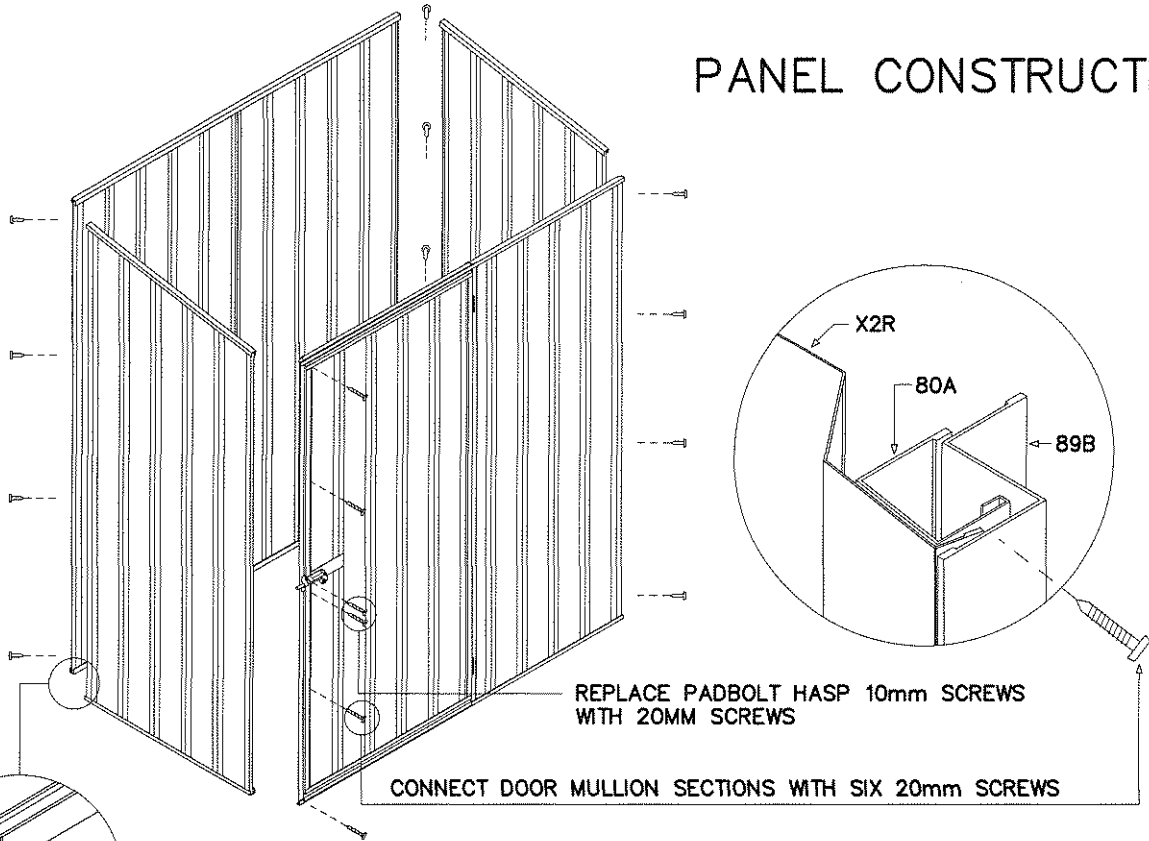 PANEL CONSTRUCT
X2R
80A
89B
REPLACE PADBOLT HASP 10mm SCREWS
WITH 20MM SCREWS
CONNECT DOOR MULLION SECTIONS WITH SIX 20mm SCREWS